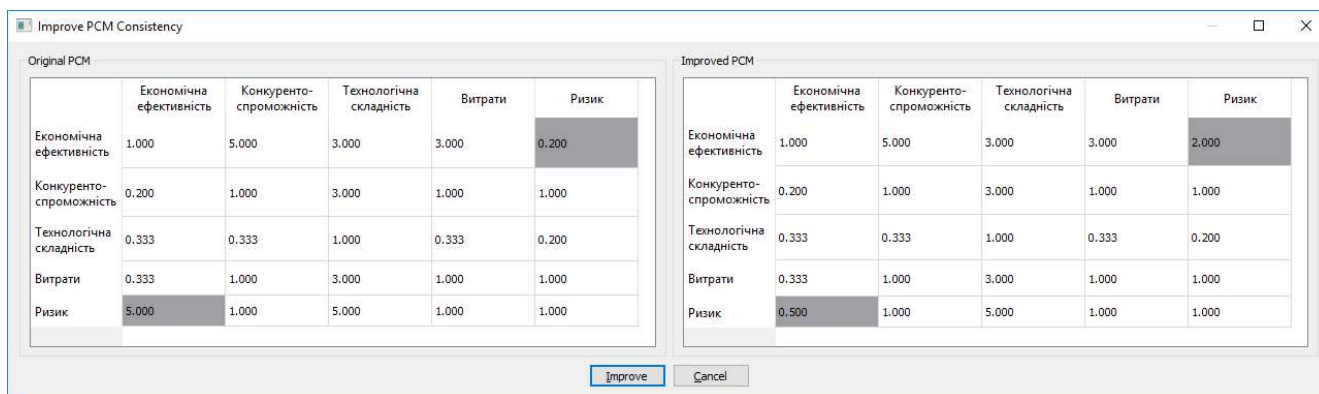 Improve PCM Consistency
Original PCM
Економічна ефективність Конкуренто-спроможність Технологічна складність Витрати Ризик
Економічна ефективність 1.000 5.000 3.000 3.000 0.200
Конкуренто-спроможність 0.200 1.000 3.000 1.000 1.000
Технологічна складність 0.333 0.333 1.000 0.333 0.200
Витрати 0.333 1.000 3.000 1.000 1.000
Ризик 5.000 1.000 5.000 1.000 1.000
Improved PCM
Економічна ефективність Конкуренто-спроможність Технологічна складність Витрати Ризик
Економічна ефективність 1.000 5.000 3.000 3.000 2.000
Конкуренто-спроможність 0.200 1.000 3.000 1.000 1.000
Технологічна складність 0.333 0.333 1.000 0.333 0.200
Витрати 0.333 1.000 3.000 1.000 1.000
Ризик 0.500 1.000 5.000 1.000 1.000
Improve Cancel